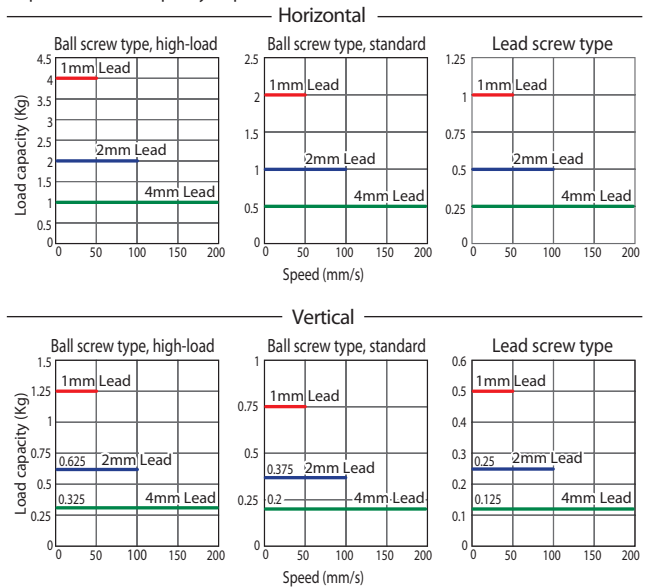 Horizontal
Ball screw type, high-load
Load capacity (Kg)
4.5
4
3.5
3
2.5
2
1.5
1
0.5
0
1mm Lead
2mm Lead
4mm Lead
0 50 100 150 200
Ball screw type, standard
2.5
2
1.5
1
0.5
0
1mm Lead
2mm Lead
4mm Lead
0 50 100 150 200
Speed (mm/s)
Lead screw type
1.25
1
0.75
0.5
0.25
0
1mm Lead
2mm Lead
4mm Lead
0 50 100 150 200
Vertical
Ball screw type, high-load
Load capacity (Kg)
1.5
1.25
1
0.75
0.5
0.25
0
1mm Lead
0.625 2mm Lead
0.325 4mm Lead
0 50 100 150 200
Ball screw type, standard
1
0.75
0.5
0.25
0
1mm Lead
0.375 2mm Lead
0.2 4mm Lead
0 50 100 150 200
Speed (mm/s)
Lead screw type
0.6
0.5
0.4
0.3
0.2
0.1
0
1mm Lead
0.25 2mm Lead
0.125 4mm Lead
0 50 100 150 200